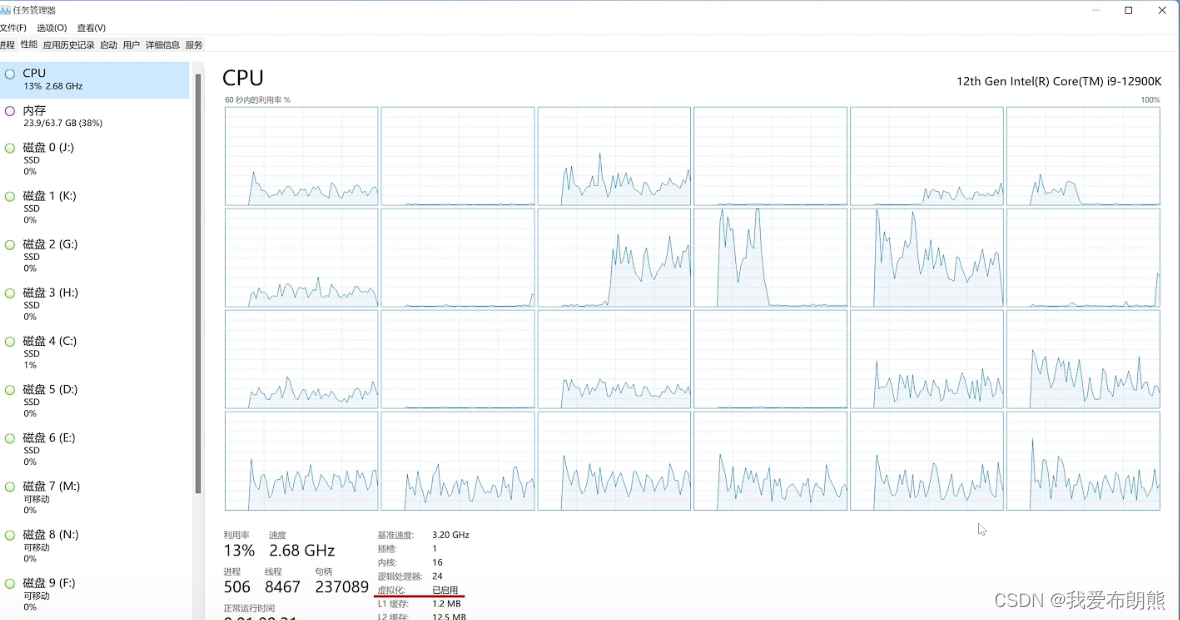 任务管理器
文件(F) 选项(O) 查看(V)
进程 性能 应用历史记录 启动 用户 详细信息 服务
CPU
13% 2.68 GHz
内存
23.9/63.7 GB (38%)
磁盘 0 (J:)
SSD
0%
磁盘 1 (K:)
SSD
0%
磁盘 2 (G:)
SSD
0%
磁盘 3 (H:)
SSD
0%
磁盘 4 (C:)
SSD
1%
磁盘 5 (D:)
SSD
0%
磁盘 6 (E:)
SSD
0%
磁盘 7 (M:)
可移动
0%
磁盘 8 (N:)
可移动
0%
磁盘 9 (F:)
可移动
0%
CPU
12th Gen Intel(R) Core(TM) i9-12900K
60 秒内的利用率 %
100%
利用率 速度
13% 2.68 GHz
进程 线程 句柄
506 8467 237089
正常运行时间
基准速度: 3.20 GHz
插槽: 1
内核: 16
逻辑处理器: 24
虚拟化: 已启用
L1 缓存: 1.2 MB
L2 缓存: 12.5 MB
CSDN @我爱布朗熊